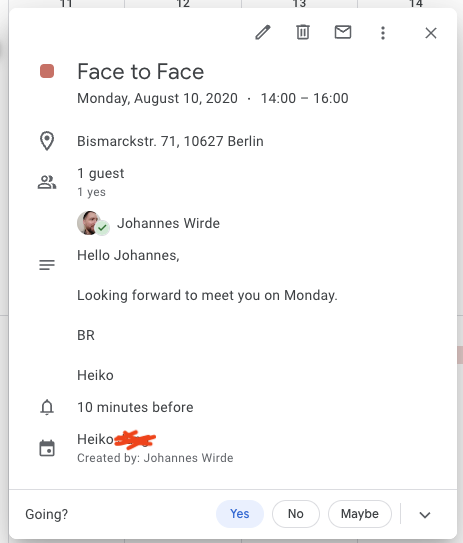 11 12 13 14
Face to Face
Monday, August 10, 2020 · 14:00 – 16:00
Bismarckstr. 71, 10627 Berlin
1 guest
1 yes
Johannes Wirde
Hello Johannes,
Looking forward to meet you on Monday.
BR
Heiko
10 minutes before
Heiko
Created by: Johannes Wirde
Going? Yes No Maybe